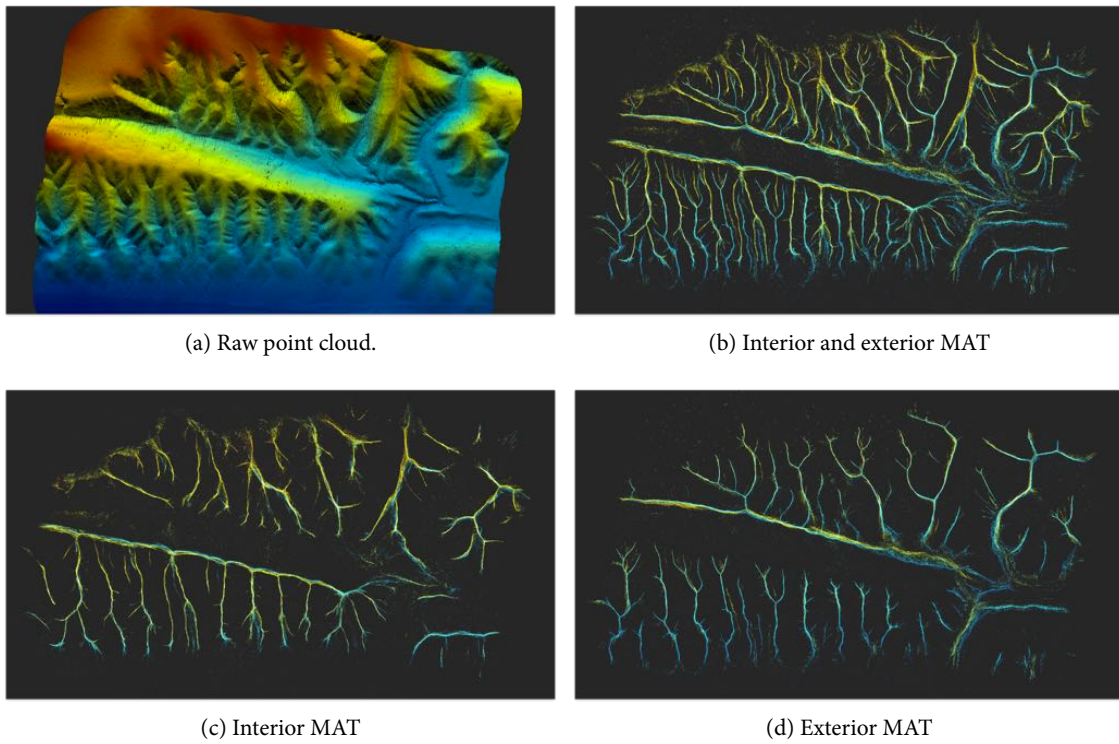 (a) Raw point cloud.
(b) Interior and exterior MAT
(c) Interior MAT
(d) Exterior MAT